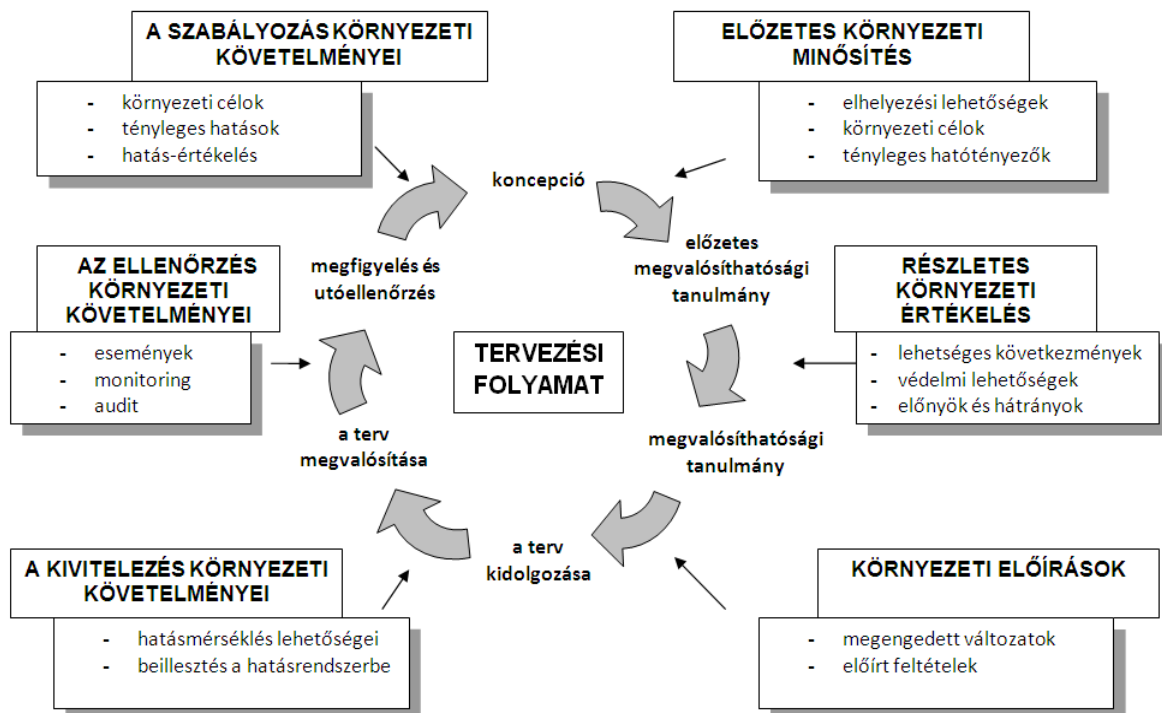 A SZABÁLYOZÁS KÖRNYEZETI
KÖVETELMÉNYEI
- környezeti célok
- tényleges hatások
- hatás-értékelés
ELŐZETES KÖRNYEZETI
MINŐSÍTÉS
- elhelyezési lehetőségek
- környezeti célok
- tényleges hatótényezők
koncepció
előzetes
megvalósíthatósági
tanulmány
RÉSZLETES
KÖRNYEZETI
ÉRTÉKELÉS
- lehetséges következmények
- védelmi lehetőségek
- előnyök és hátrányok
megvalósíthatósági
tanulmány
KÖRNYEZETI ELŐÍRÁSOK
- megengedett változatok
- előírt feltételek
a terv
kidolgozása
A KIVITELEZÉS KÖRNYEZETI
KÖVETELMÉNYEI
- hatásmérséklés lehetőségei
- beillesztés a hatásrendszerbe
a terv
megvalósítása
AZ ELLENŐRZÉS
KÖRNYEZETI
KÖVETELMÉNYEI
- események
- monitoring
- audit
megfigyelés és
utóellenőrzés
TERVEZÉSI
FOLYAMAT